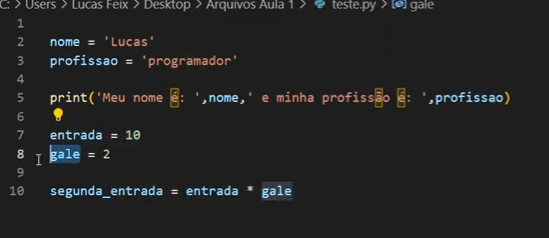 C: > Users > Lucas Feix > Desktop > Arquivos Aula 1 > teste.py > gale
1
2 nome = 'Lucas'
3 profissao = 'programador'
4
5 print('Meu nome é: ',nome,' e minha profissão é: ',profissao)
6
7 entrada = 10
8 gale = 2
9
10 segunda_entrada = entrada * gale